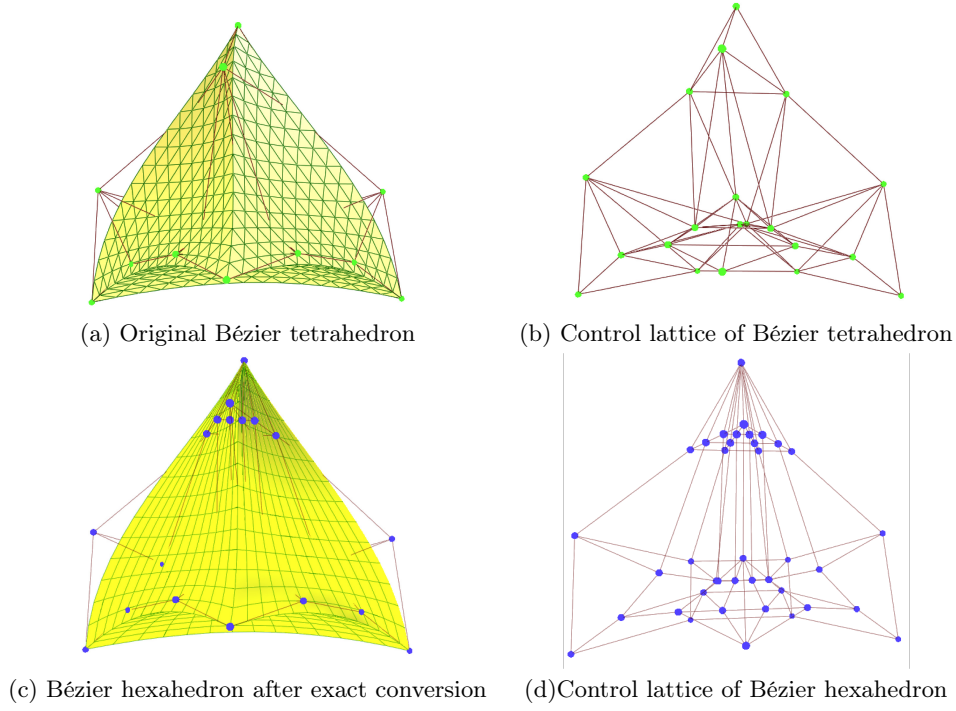 (a) Original Bézier tetrahedron
(b) Control lattice of Bézier tetrahedron
(c) Bézier hexahedron after exact conversion
(d)Control lattice of Bézier hexahedron